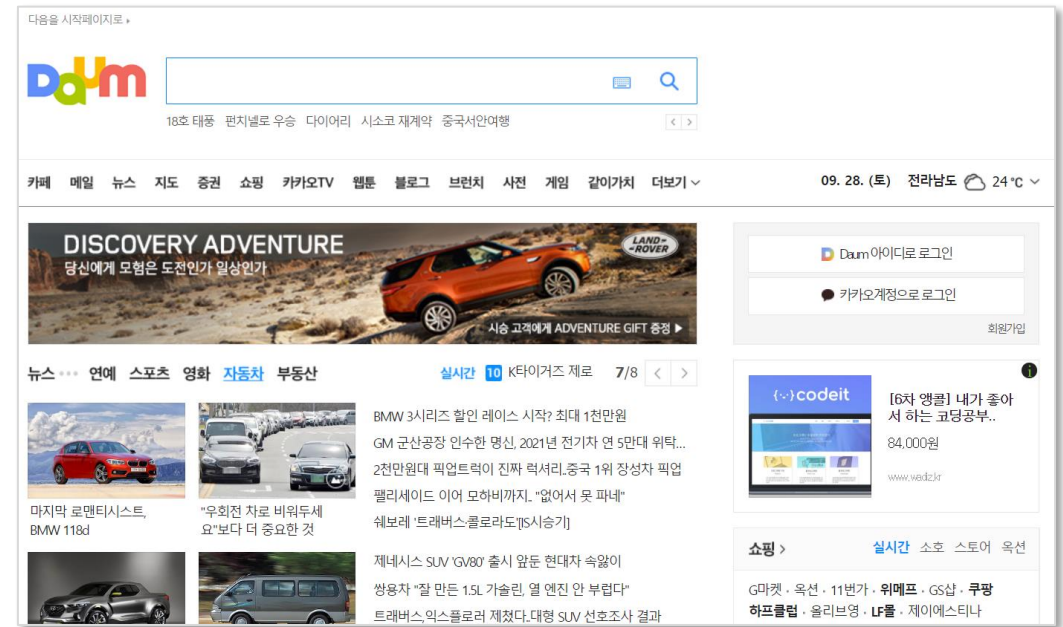 다음을 시작페이지로 ▸
Daum
18호 태풍 펀치넬로 우승 다이어리 시소코 재계약 중국서안여행
카페 메일 뉴스 지도 증권 쇼핑 카카오TV 웹툰 블로그 브런치 사전 게임 같이가치 더보기
09. 28. (토) 전라남도 24 °C
DISCOVERY ADVENTURE
당신에게 모험은 도전인가 일상인가
LAND-ROVER
시승 고객에게 ADVENTURE GIFT 증정 ▶
Daum 아이디로 로그인
카카오계정으로 로그인
회원가입
뉴스 ••• 연예 스포츠 영화 자동차 부동산
실시간 10 K타이거즈 제로 7/8
마지막 로맨티시스트,
BMW 118d
"우회전 차로 비워두세
요"보다 더 중요한 것
BMW 3시리즈 할인 레이스 시작? 최대 1천만원
GM 군산공장 인수한 명신, 2021년 전기차 연 5만대 위탁...
2천만원대 픽업트럭이 진짜 럭셔리..중국 1위 장성차 픽업
팰리세이드 이어 모하비까지.. "없어서 못 파네"
쉐보레 '트래버스·콜로라도'[IS시승기]
제네시스 SUV 'GV80' 출시 앞둔 현대차 속앓이
쌍용차 "잘 만든 1.5L 가솔린, 열 엔진 안 부럽다"
트래버스,익스플로러 제쳤다..대형 SUV 선호조사 결과
{·-·}codeit
[6차 앵콜] 내가 좋아
서 하는 코딩공부..
84,000원
www.wadiz.kr
쇼핑 >
실시간 소호 스토어 옥션
G마켓 · 옥션 · 11번가 · 위메프 · GS샵 · 쿠팡
하프클럽 · 올리브영 · LF몰 · 제이에스티나